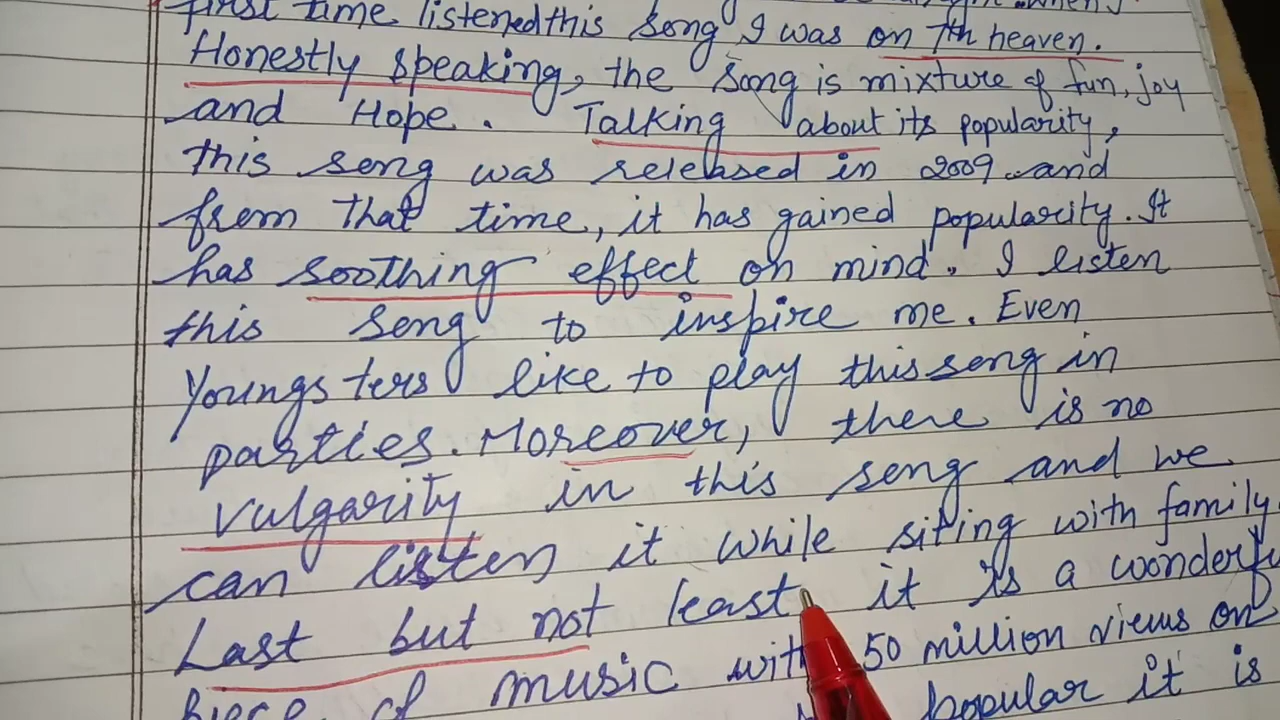 first time listened this song I was on 7th heaven.
Honestly speaking, the song is mixture of fun, joy
and Hope. Talking about its popularity,
this song was released in 2009 and
from that time, it has gained popularity. It
has soothing effect on mind. I listen
this song to inspire me. Even
Youngsters like to play this song in
parties. Moreover, there is no
vulgarity in this song and we
can listen it while siting with family.
Last but not least it is a wonderfu
piece of music with 50 million views on
popular it is